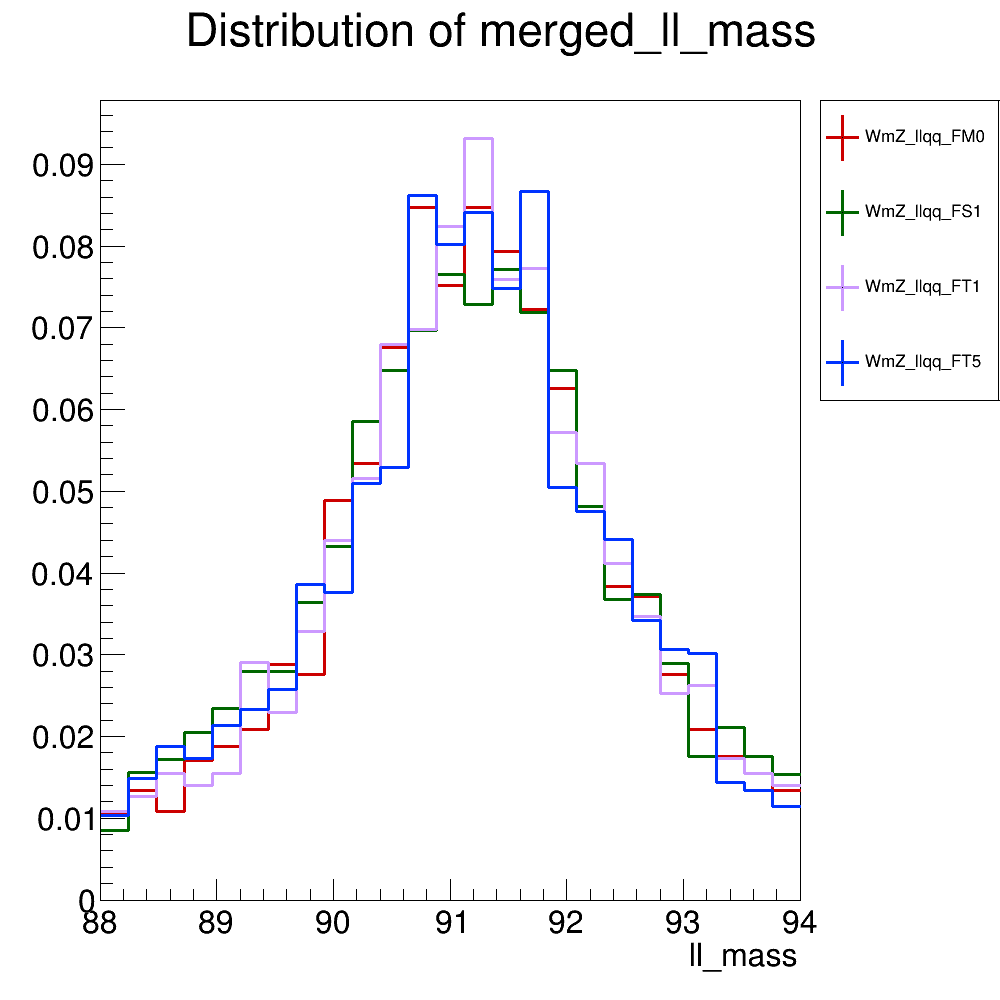 Distribution of merged_ll_mass
WmZ_llqq_FM0
WmZ_llqq_FS1
WmZ_llqq_FT1
WmZ_llqq_FT5
0.09
0.08
0.07
0.06
0.05
0.04
0.03
0.02
0.01
0
88 89 90 91 92 93 94
ll_mass